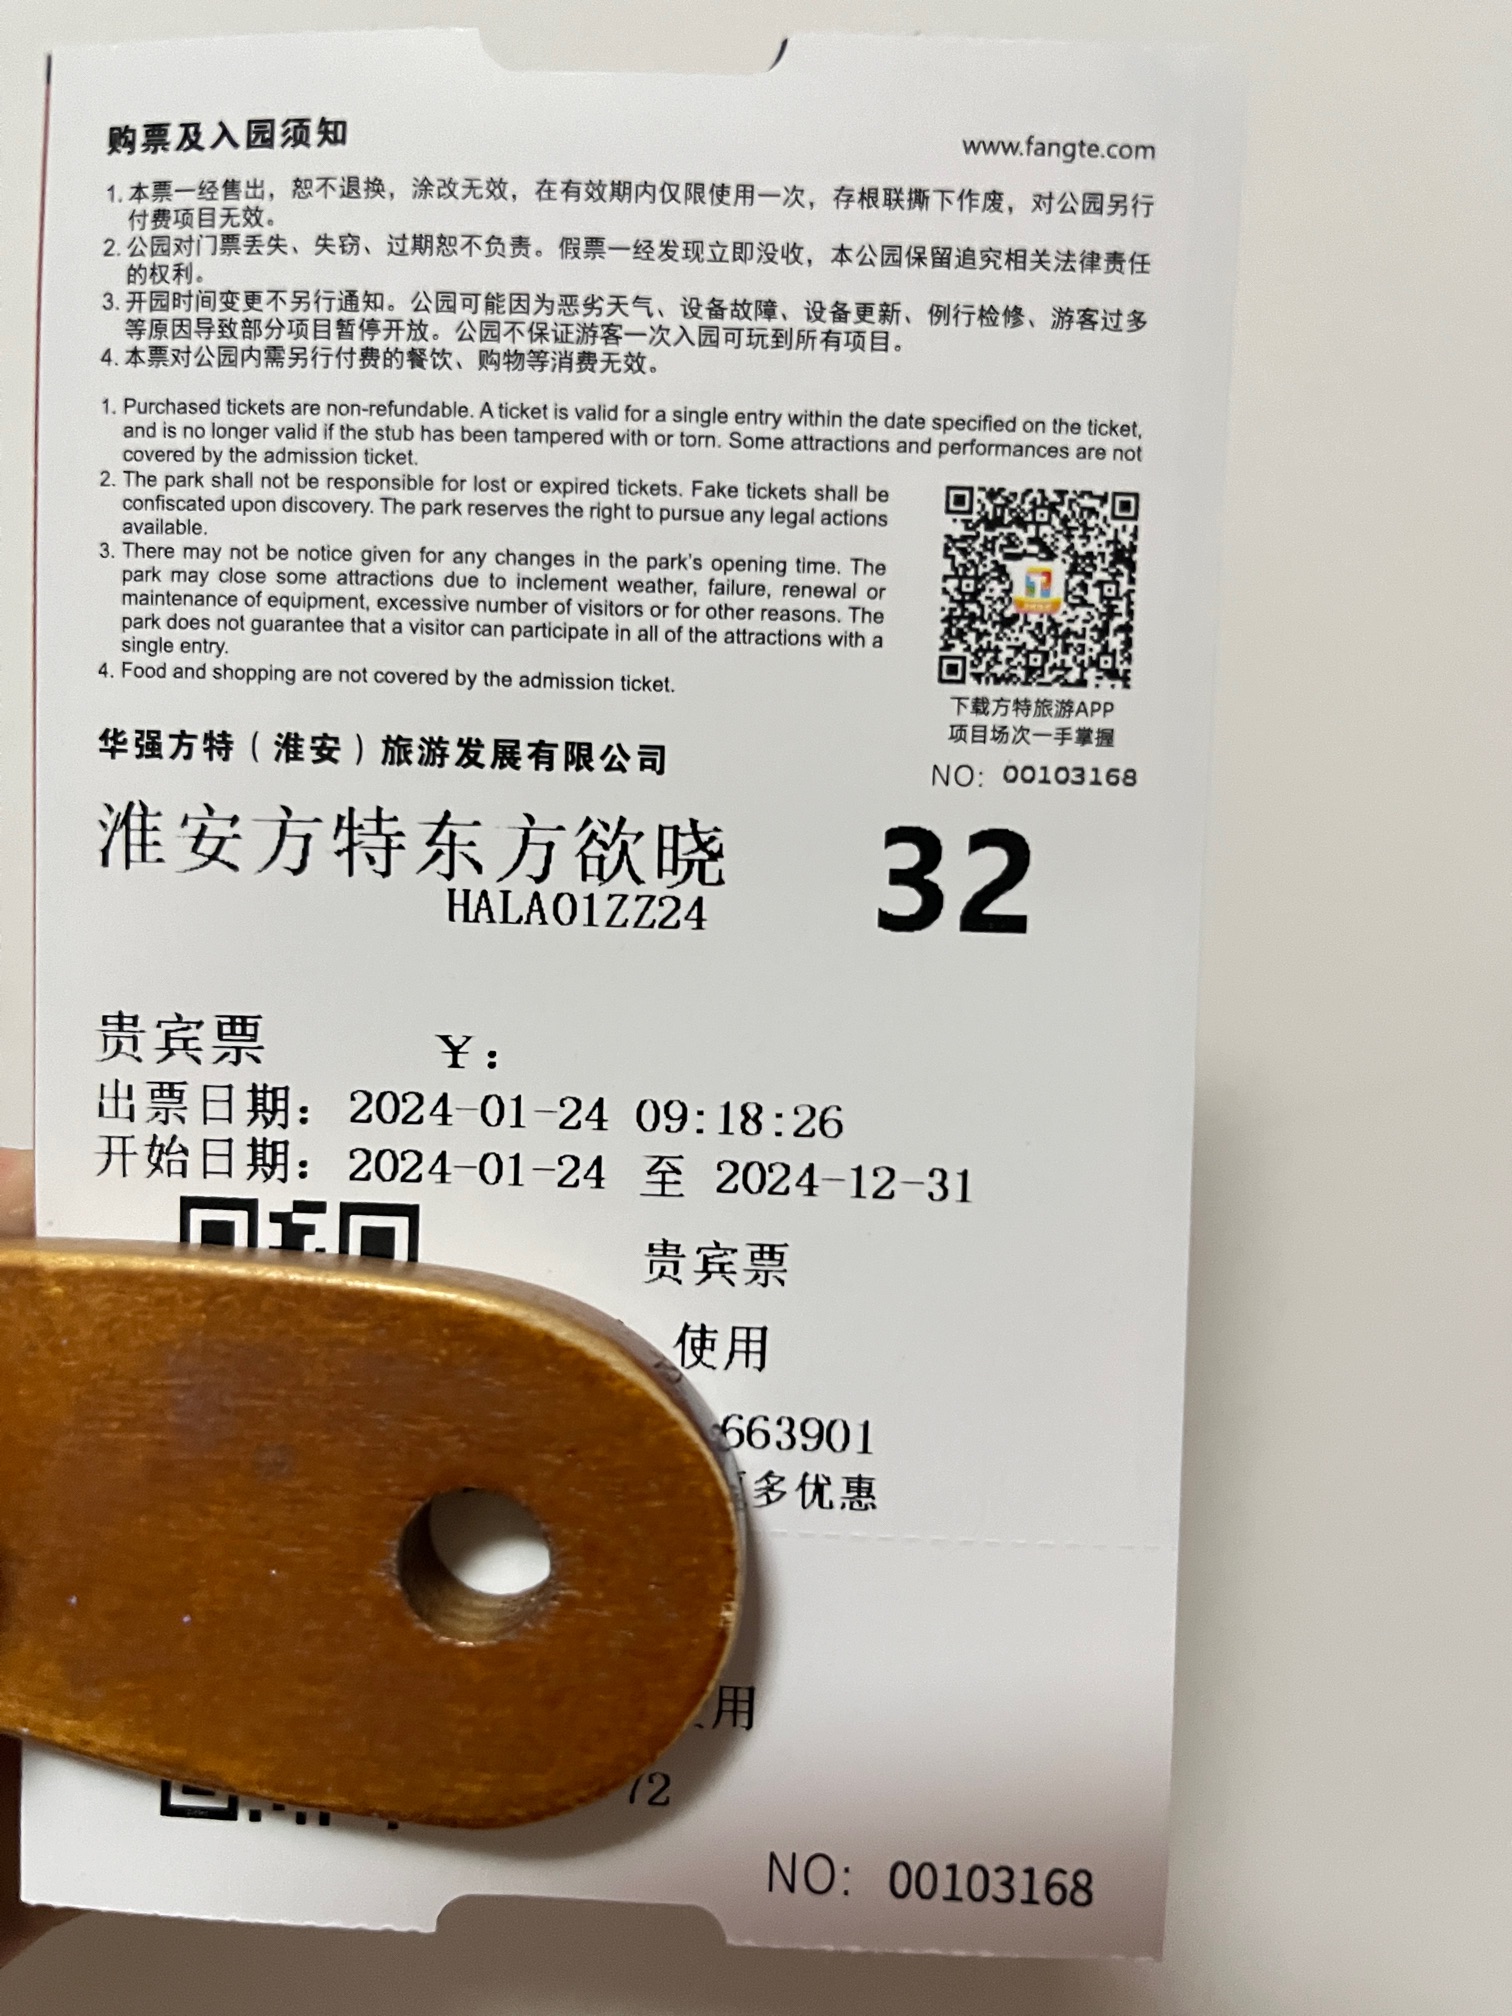 购票及入园须知
www.fangte.com
1. 本票一经售出，恕不退换，涂改无效，在有效期内仅限使用一次，存根联撕下作废，对公园另行
付费项目无效。
2. 公园对门票丢失、失窃、过期恕不负责。假票一经发现立即没收，本公园保留追究相关法律责任
的权利。
3. 开园时间变更不另行通知。公园可能因为恶劣天气、设备故障、设备更新、例行检修、游客过多
等原因导致部分项目暂停开放。公园不保证游客一次入园可玩到所有项目。
4. 本票对公园内需另行付费的餐饮、购物等消费无效。
1. Purchased tickets are non-refundable. A ticket is valid for a single entry within the date specified on the ticket,
and is no longer valid if the stub has been tampered with or torn. Some attractions and performances are not
covered by the admission ticket.
2. The park shall not be responsible for lost or expired tickets. Fake tickets shall be
confiscated upon discovery. The park reserves the right to pursue any legal actions
available.
3. There may not be notice given for any changes in the park's opening time. The
park may close some attractions due to inclement weather, failure, renewal or
maintenance of equipment, excessive number of visitors or for other reasons. The
park does not guarantee that a visitor can participate in all of the attractions with a
single entry.
4. Food and shopping are not covered by the admission ticket.
下载方特旅游APP
项目场次一手掌握
NO: 00103168
华强方特（淮安）旅游发展有限公司
淮安方特东方欲晓
HALA01ZZ24
32
贵宾票 ￥:
出票日期: 2024-01-24 09:18:26
开始日期: 2024-01-24 至 2024-12-31
贵宾票
使用
663901
多优惠
用
72
NO: 00103168